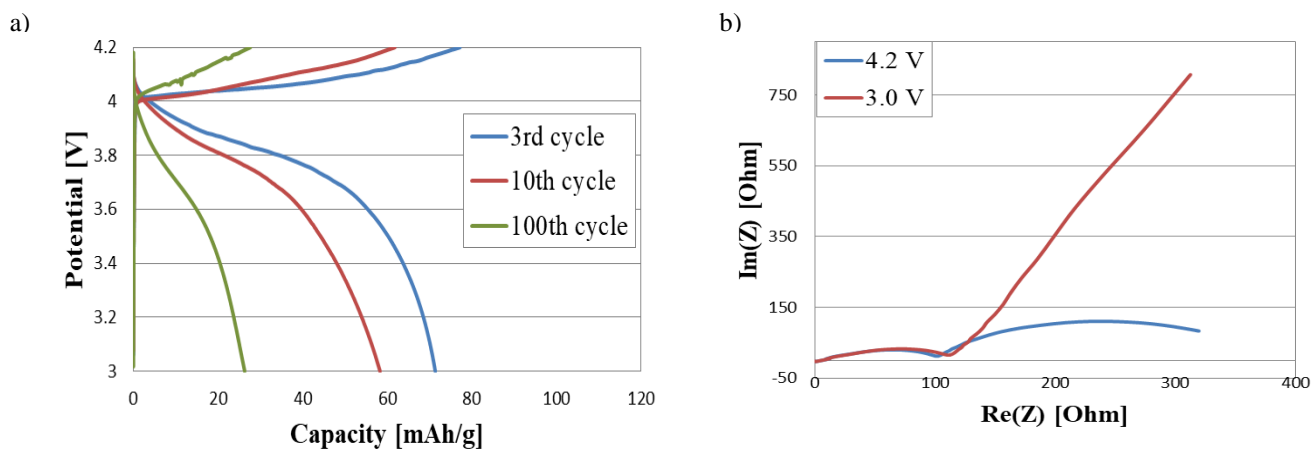 a)
Potential [V]
4.2
4
3.8
3.6
3.4
3.2
3
3rd cycle
10th cycle
100th cycle
0 20 40 60 80 100 120
Capacity [mAh/g]
b)
Im(Z) [Ohm]
4.2 V
3.0 V
750
550
350
150
-50
0 100 200 300 400
Re(Z) [Ohm]